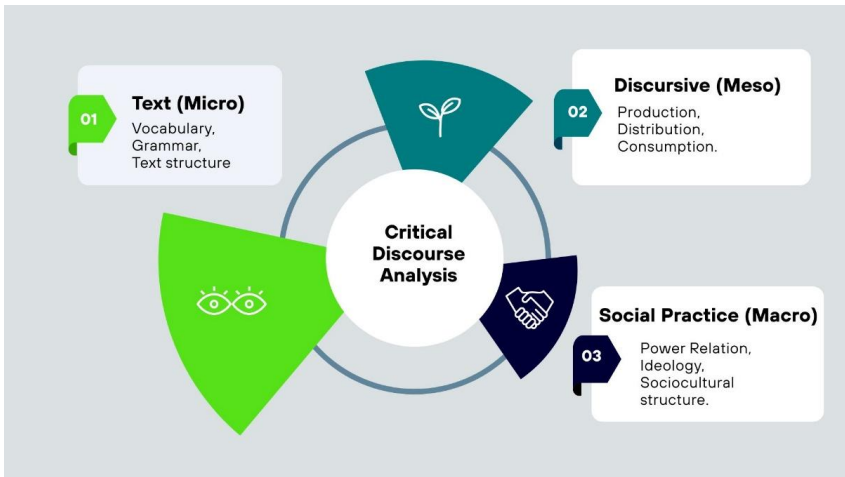 01
Text (Micro)
Vocabulary,
Grammar,
Text structure
02
Discursive (Meso)
Production,
Distribution,
Consumption.
Critical
Discourse
Analysis
03
Social Practice (Macro)
Power Relation,
Ideology,
Sociocultural
structure.